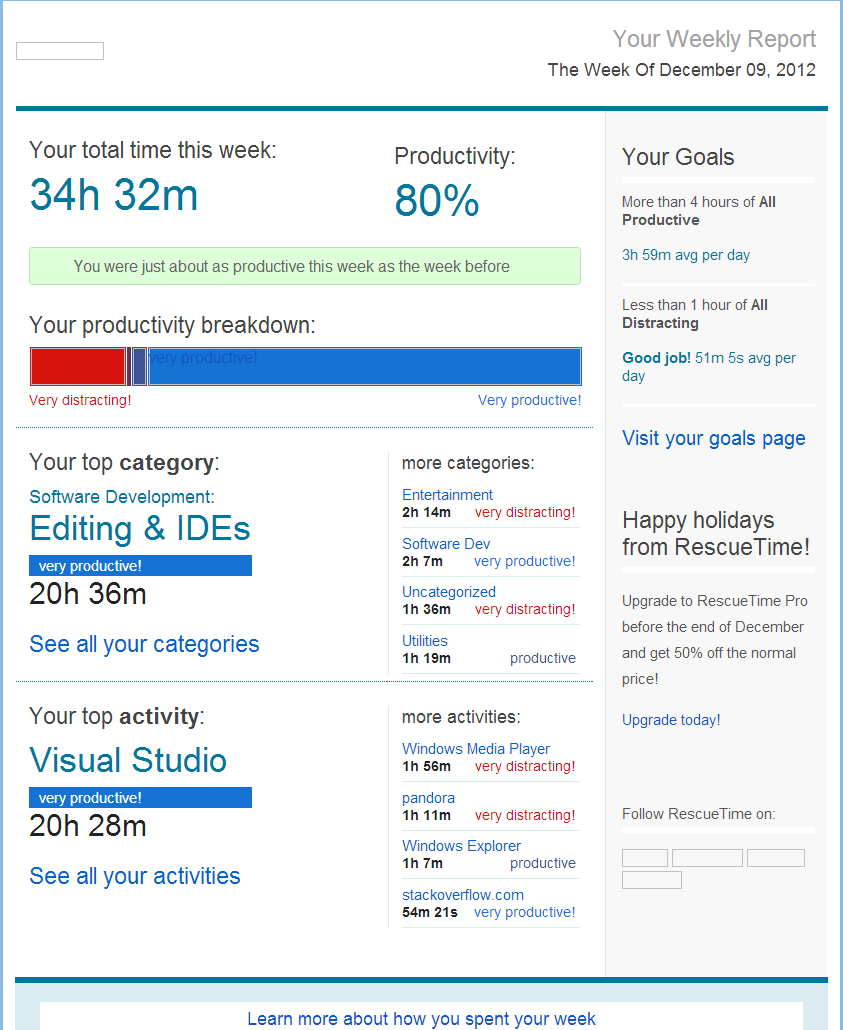 Your Weekly Report
The Week Of December 09, 2012
Your total time this week:
34h 32m
Productivity:
80%
You were just about as productive this week as the week before
Your productivity breakdown:
very productive!
Very distracting!
Very productive!
Your top category:
Software Development:
Editing & IDEs
very productive!
20h 36m
See all your categories
more categories:
Entertainment
2h 14m very distracting!
Software Dev
2h 7m very productive!
Uncategorized
1h 36m very distracting!
Utilities
1h 19m productive
Your top activity:
Visual Studio
very productive!
20h 28m
See all your activities
more activities:
Windows Media Player
1h 56m very distracting!
pandora
1h 11m very distracting!
Windows Explorer
1h 7m productive
stackoverflow.com
54m 21s very productive!
Your Goals
More than 4 hours of All
Productive
3h 59m avg per day
Less than 1 hour of All
Distracting
Good job! 51m 5s avg per
day
Visit your goals page
Happy holidays
from RescueTime!
Upgrade to RescueTime Pro
before the end of December
and get 50% off the normal
price!
Upgrade today!
Follow RescueTime on:
Learn more about how you spent your week